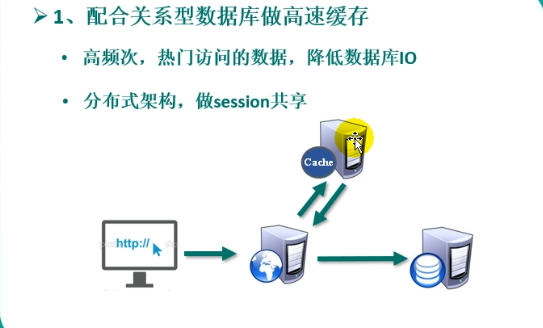 ➢ 1、配合关系型数据库做高速缓存
• 高频次，热门访问的数据，降低数据库IO
• 分布式架构，做session共享
Cache
http://